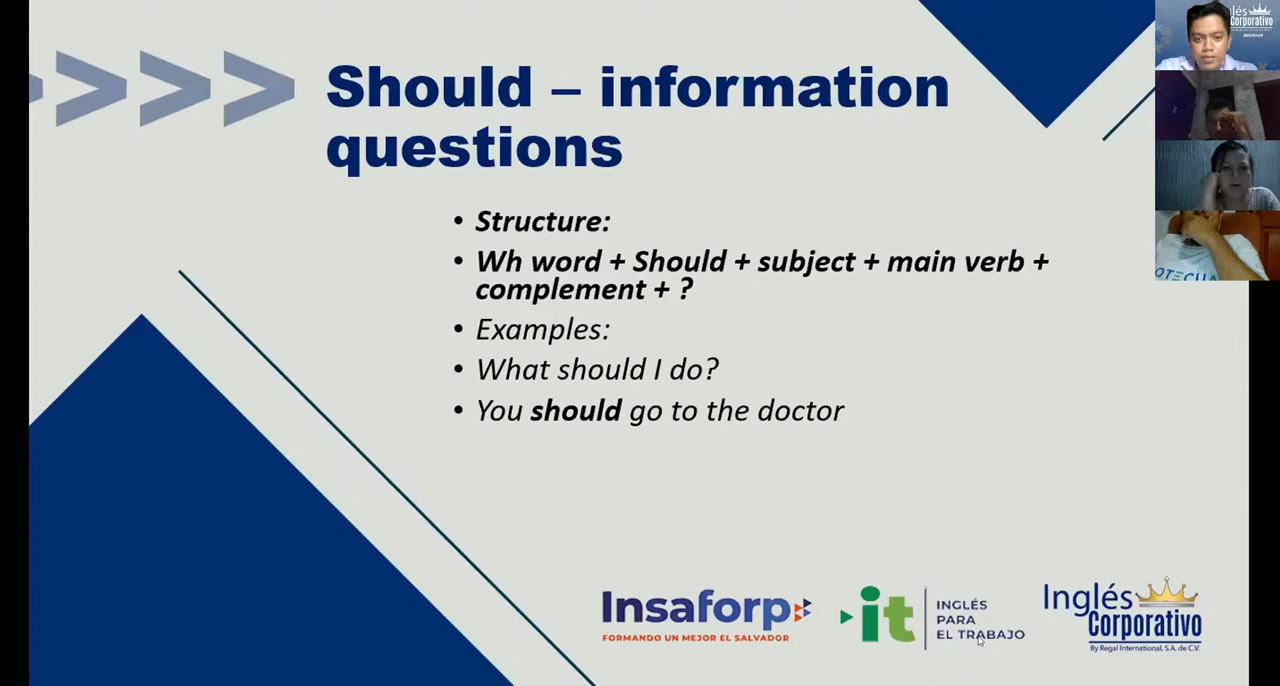 Should – information
questions
• Structure:
• Wh word + Should + subject + main verb +
complement + ?
• Examples:
• What should I do?
• You should go to the doctor
Insaforp
FORMANDO UN MEJOR EL SALVADOR
it
INGLÉS
PARA
EL TRABAJO
Inglés
Corporativo
By Regal International, S.A. de C.V.
lés
Corporativo